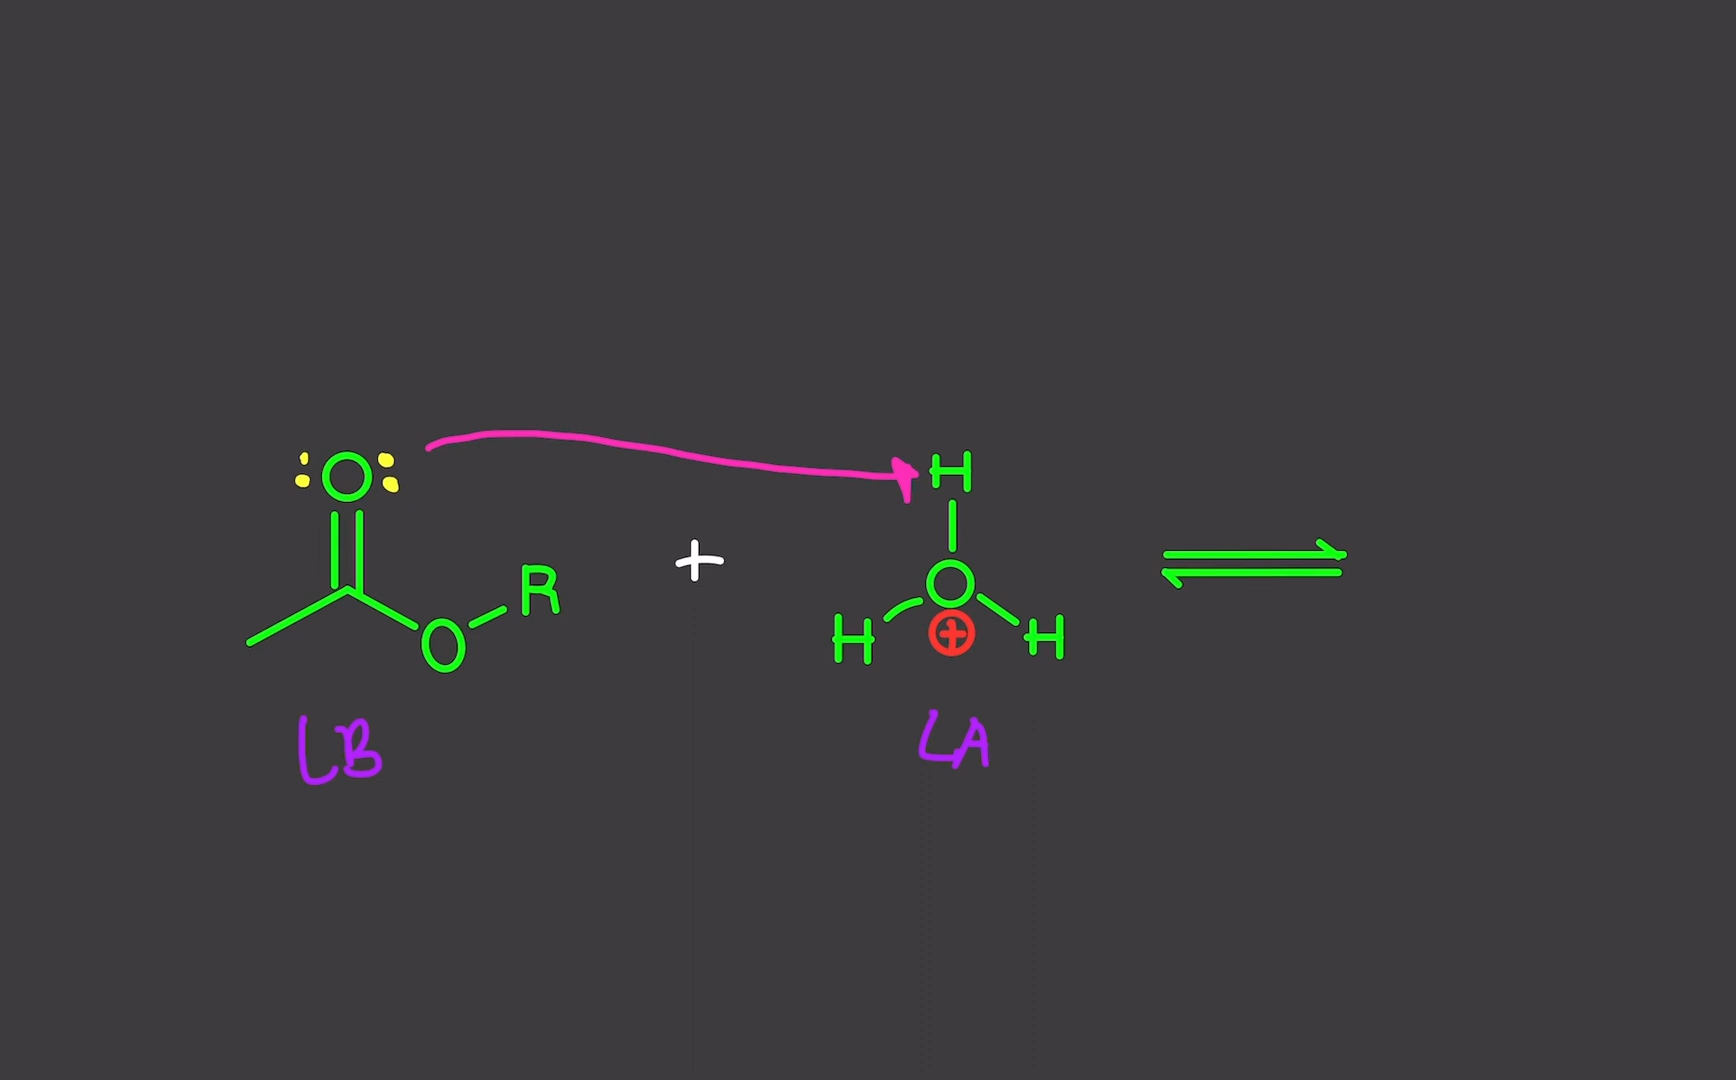 :O:
O-R
+
H
O
H ⊕ H
⇌
LB
LA